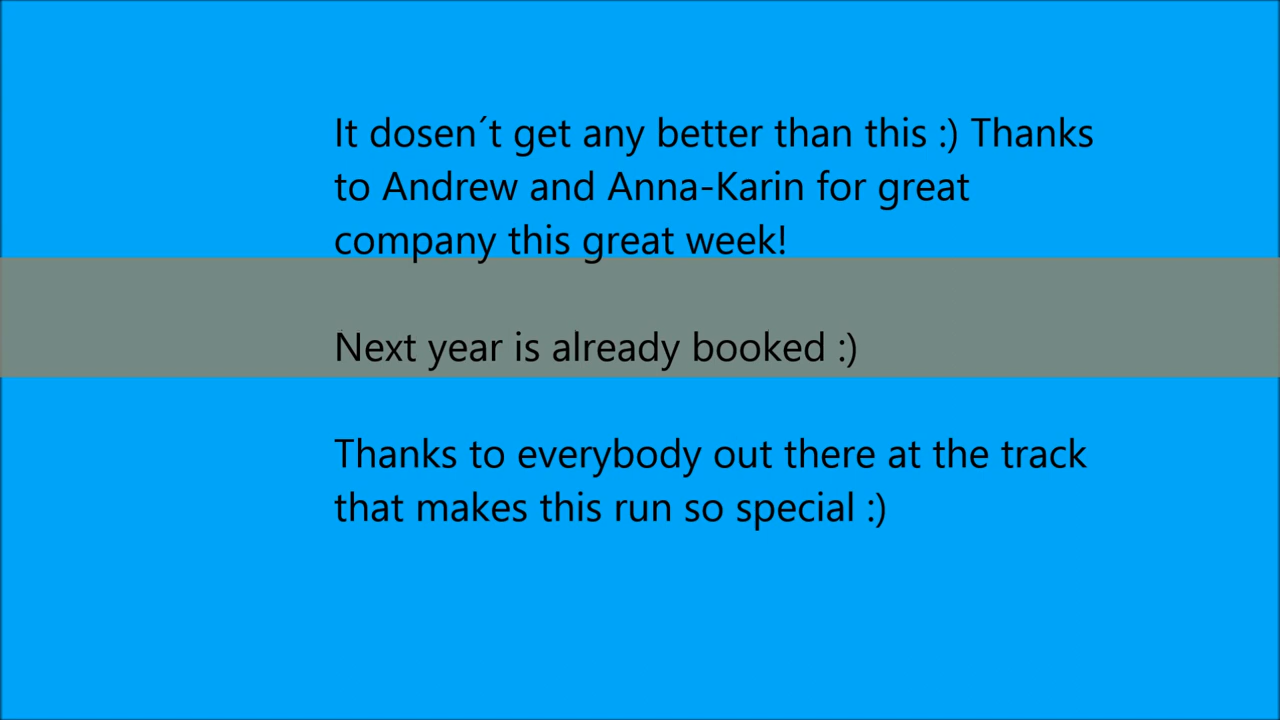 It dosen´t get any better than this :) Thanks
to Andrew and Anna-Karin for great
company this great week!
Next year is already booked :)
Thanks to everybody out there at the track
that makes this run so special :)